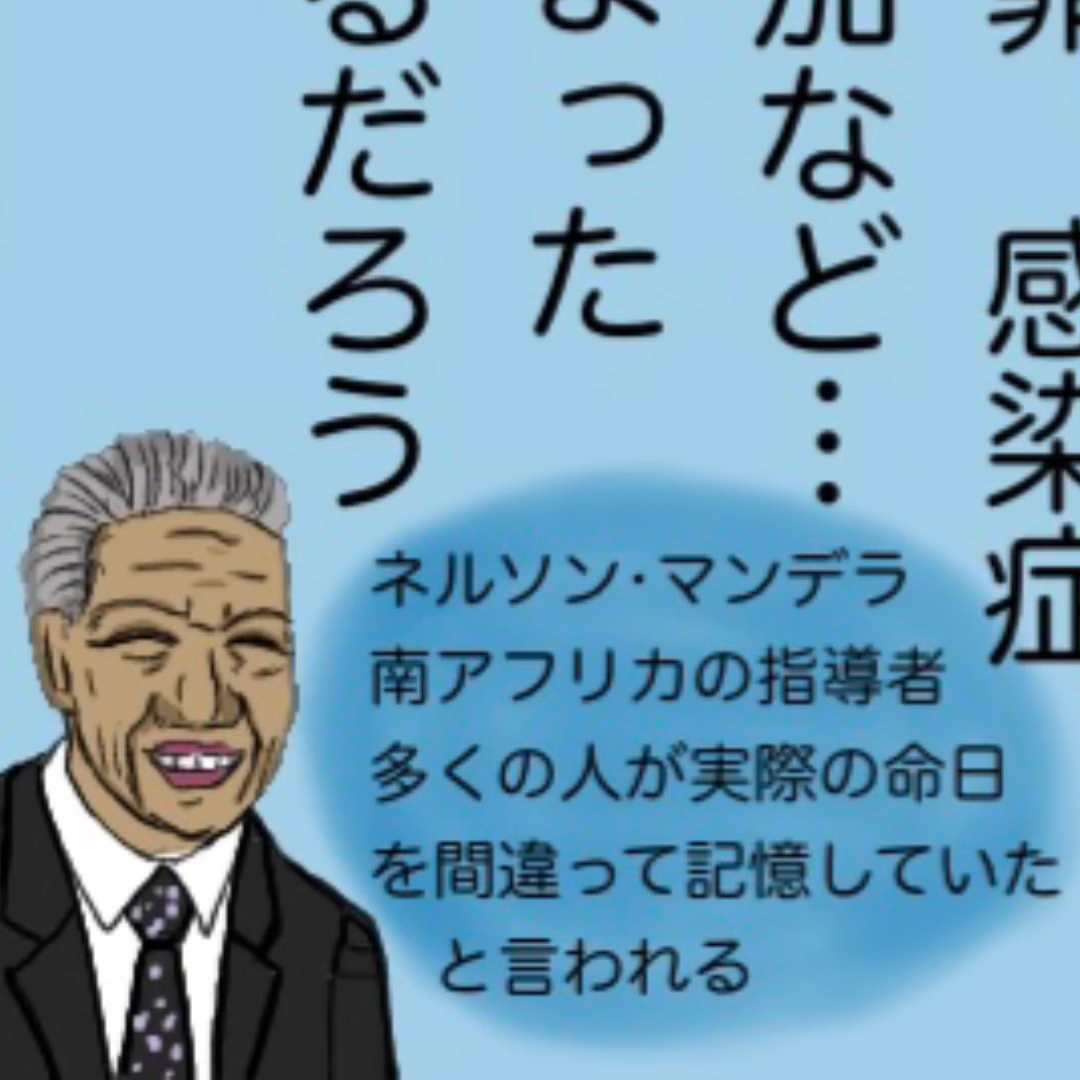 感染症
加など…
った
るだろう
ネルソン・マンデラ
南アフリカの指導者
多くの人が実際の命日
を間違って記憶していた
と言われる